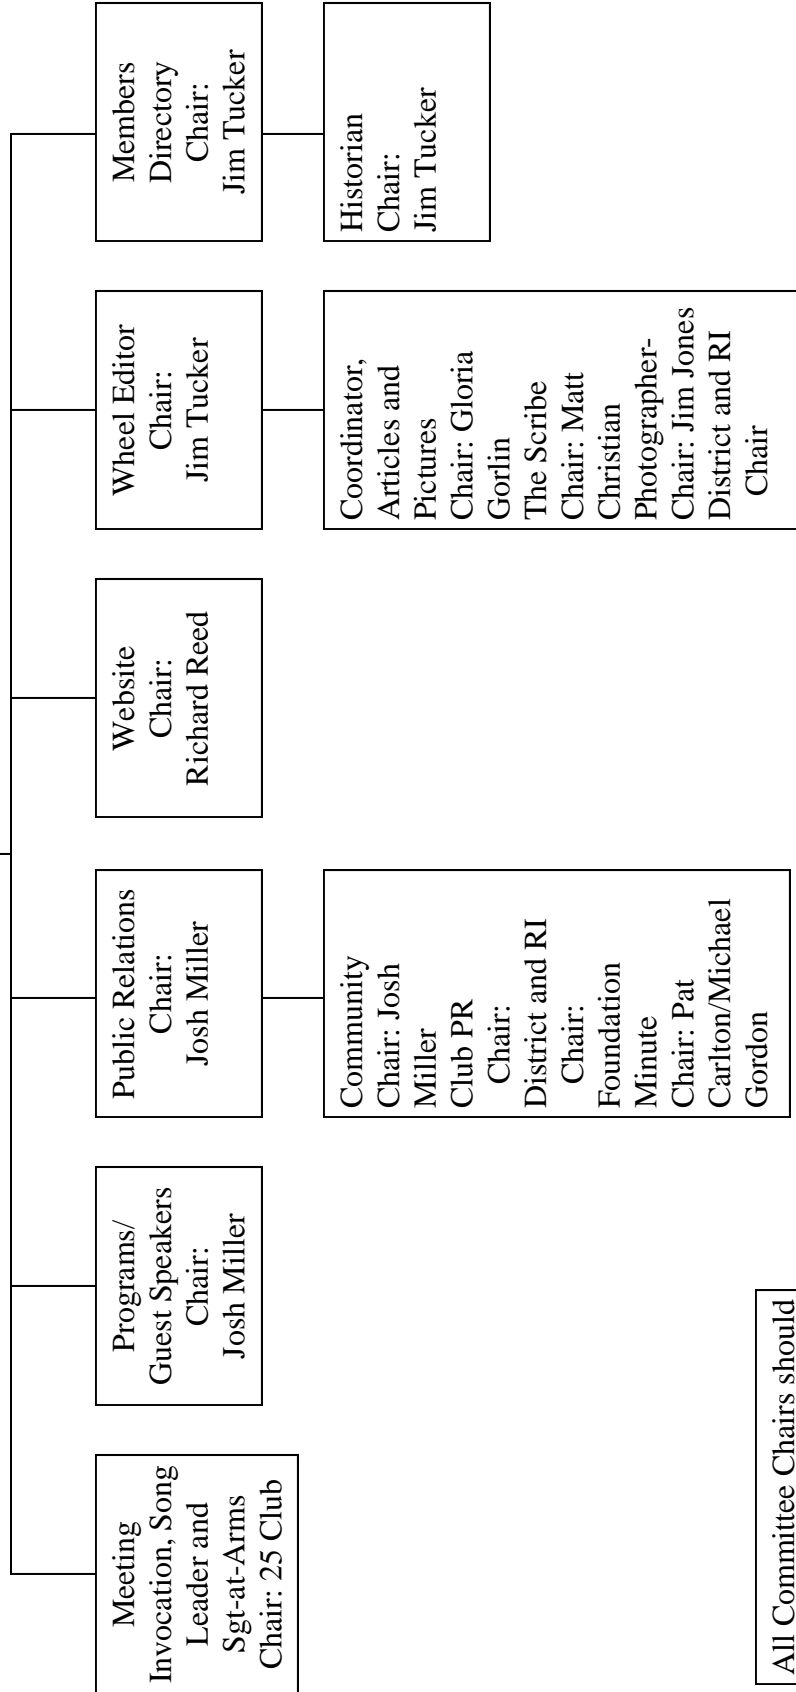 Meeting
Invocation, Song
Leader and
Sgt-at-Arms
Chair: 25 Club
Programs/
Guest Speakers
Chair:
Josh Miller
Public Relations
Chair:
Josh Miller
Website
Chair:
Richard Reed
Wheel Editor
Chair:
Jim Tucker
Members
Directory
Chair:
Jim Tucker
Community
Chair: Josh
Miller
Club PR
Chair:
District and RI
Chair:
Foundation
Minute
Chair: Pat
Carlton/Michael
Gordon
Coordinator,
Articles and
Pictures
Chair: Gloria
Gorlin
The Scribe
Chair: Matt
Christian
Photographer-
Chair: Jim Jones
District and RI
Chair
Historian
Chair:
Jim Tucker
All Committee Chairs should